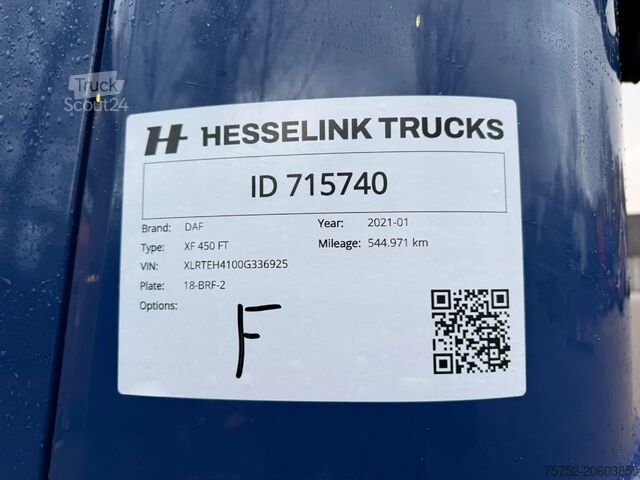 Truck
Scout24
HESSELINK TRUCKS
ID 715740
Brand: DAF Year: 2021-01
Type: XF 450 FT Mileage: 544.971 km
VIN: XLRTEH4100G336925
Plate: 18-BRF-2
Options:
F
75752-20603855